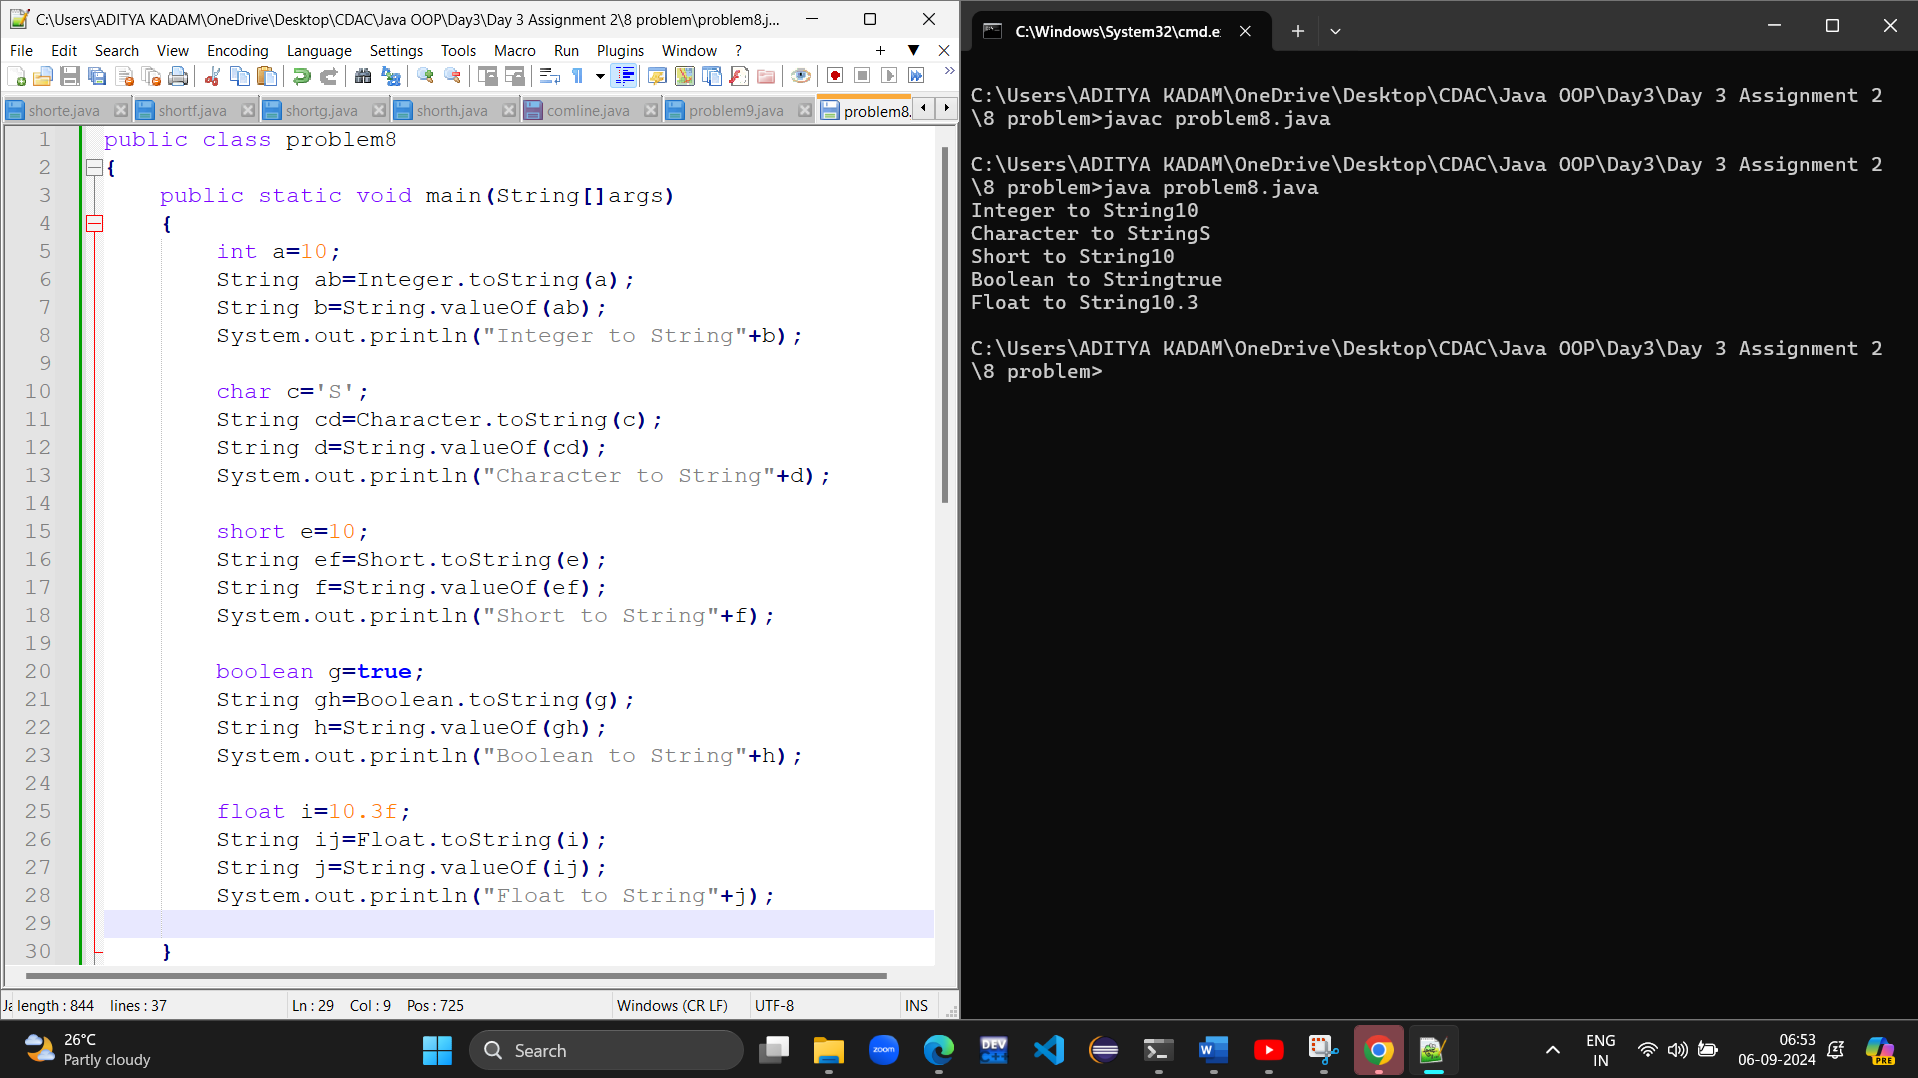 C:\Users\ADITYA KADAM\OneDrive\Desktop\CDAC\Java OOP\Day3\Day 3 Assignment 2\8 problem\problem8.j...
File Edit Search View Encoding Language Settings Tools Macro Run Plugins Window ?
shorte.java shortf.java shortg.java shorth.java comline.java problem9.java problem8.
1 public class problem8
2 {
3 public static void main(String[]args)
4 {
5 int a=10;
6 String ab=Integer.toString(a);
7 String b=String.valueOf(ab);
8 System.out.println("Integer to String"+b);
9
10 char c='S';
11 String cd=Character.toString(c);
12 String d=String.valueOf(cd);
13 System.out.println("Character to String"+d);
14
15 short e=10;
16 String ef=Short.toString(e);
17 String f=String.valueOf(ef);
18 System.out.println("Short to String"+f);
19
20 boolean g=true;
21 String gh=Boolean.toString(g);
22 String h=String.valueOf(gh);
23 System.out.println("Boolean to String"+h);
24
25 float i=10.3f;
26 String ij=Float.toString(i);
27 String j=String.valueOf(ij);
28 System.out.println("Float to String"+j);
29
30 }
length : 844 lines : 37 Ln : 29 Col : 9 Pos : 725 Windows (CR LF) UTF-8 INS
C:\Windows\System32\cmd.e
C:\Users\ADITYA KADAM\OneDrive\Desktop\CDAC\Java OOP\Day3\Day 3 Assignment 2
\8 problem>javac problem8.java
C:\Users\ADITYA KADAM\OneDrive\Desktop\CDAC\Java OOP\Day3\Day 3 Assignment 2
\8 problem>java problem8.java
Integer to String10
Character to StringS
Short to String10
Boolean to Stringtrue
Float to String10.3
C:\Users\ADITYA KADAM\OneDrive\Desktop\CDAC\Java OOP\Day3\Day 3 Assignment 2
\8 problem>
26°C
Partly cloudy
Search
zoom
DEV
C++
W
PRE
ENG
IN
06:53
06-09-2024